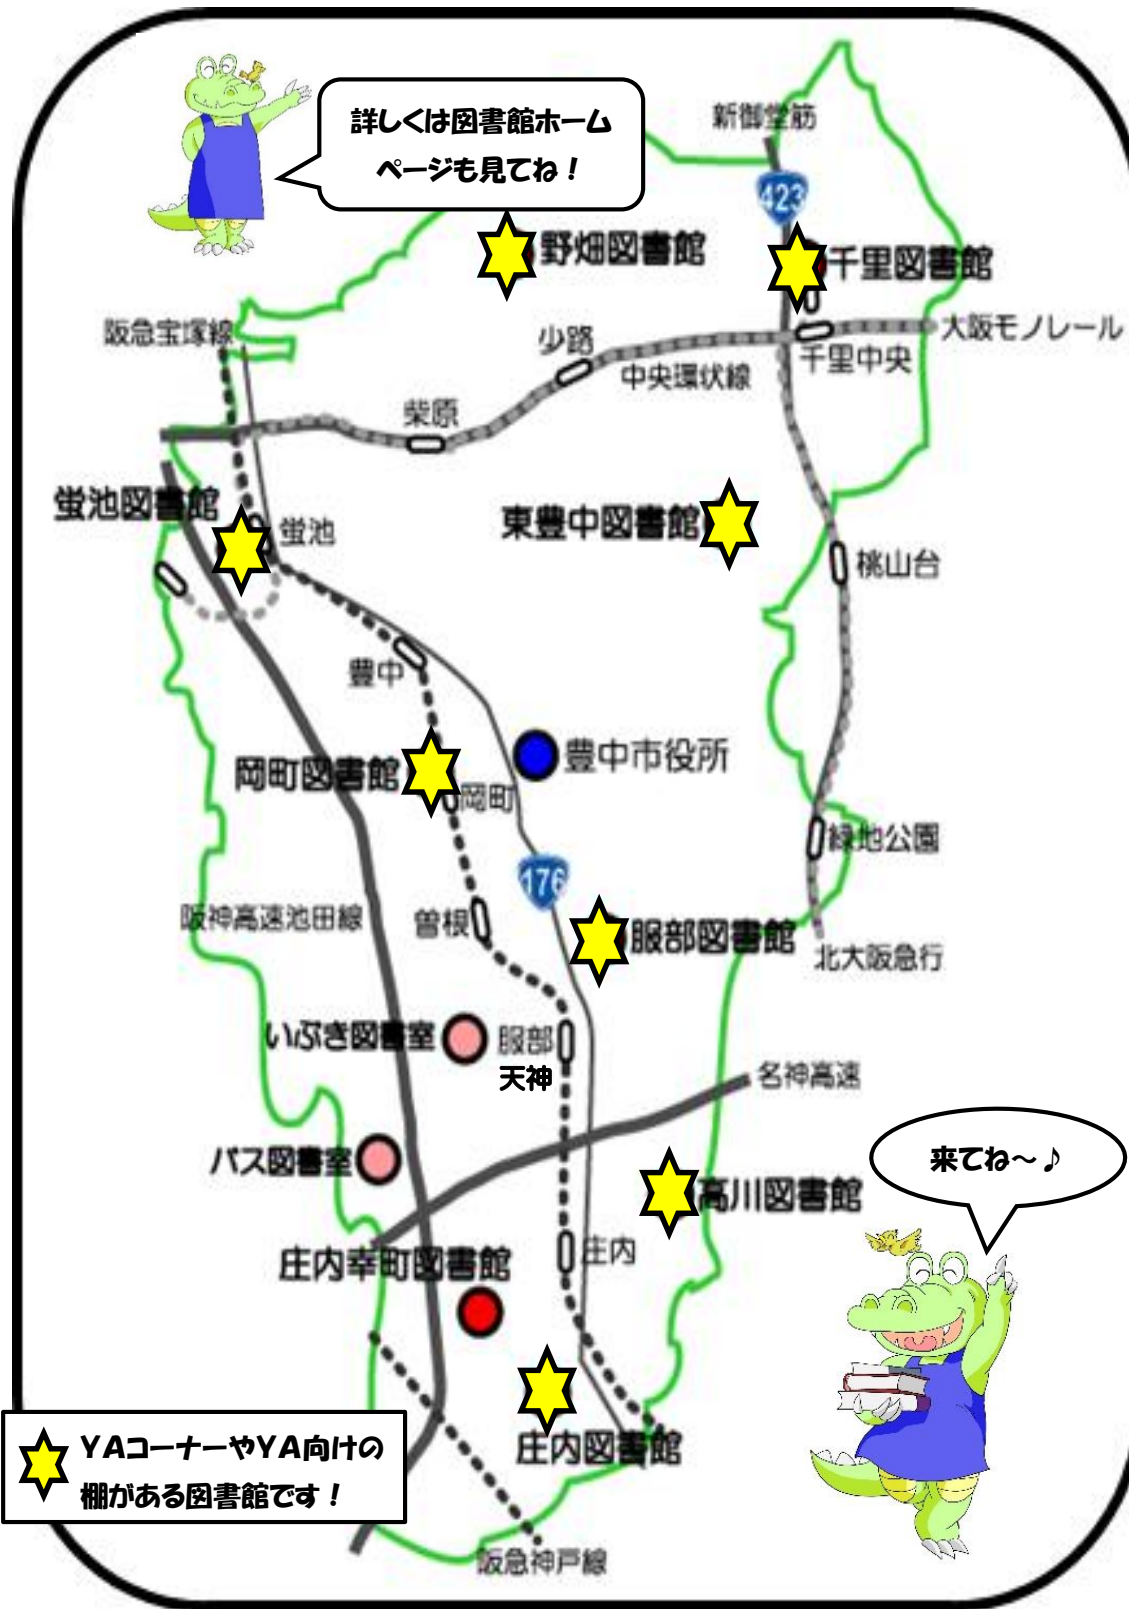 詳しくは図書館ホーム
ページも見てね！
新御堂筋
423
野畑図書館
千里図書館
阪急宝塚線
少路
大阪モノレール
中央環状線
千里中央
柴原
蛍池図書館
蛍池
東豊中図書館
桃山台
豊中
岡町図書館
豊中市役所
岡町
緑地公園
176
阪神高速池田線
曽根
服部図書館
北大阪急行
いぶき図書室
服部
天神
名神高速
バス図書室
来てね～♪
高川図書館
庄内幸町図書館
庄内
YAコーナーやYA向けの
棚がある図書館です！
庄内図書館
阪急神戸線